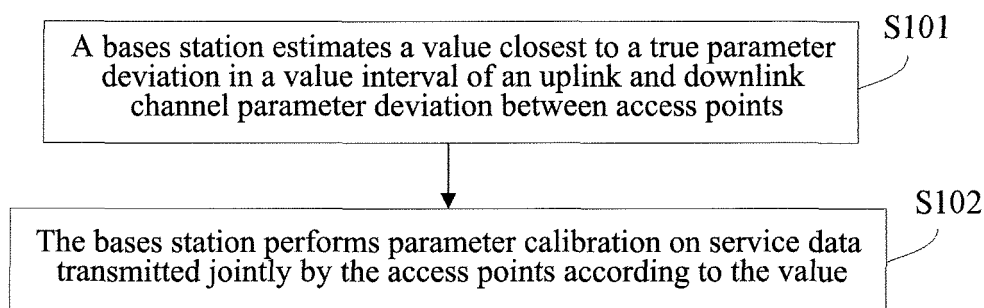 S101
A bases station estimates a value closest to a true parameter
deviation in a value interval of an uplink and downlink
channel parameter deviation between access points
S102
The bases station performs parameter calibration on service data
transmitted jointly by the access points according to the value